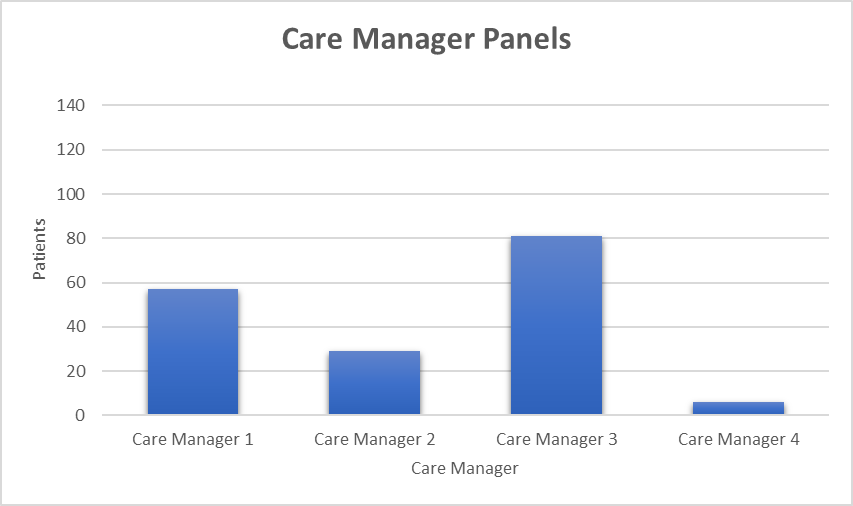 Care Manager Panels
140
120
100
80
60
40
20
0
Patients
Care Manager 1 Care Manager 2 Care Manager 3 Care Manager 4
Care Manager